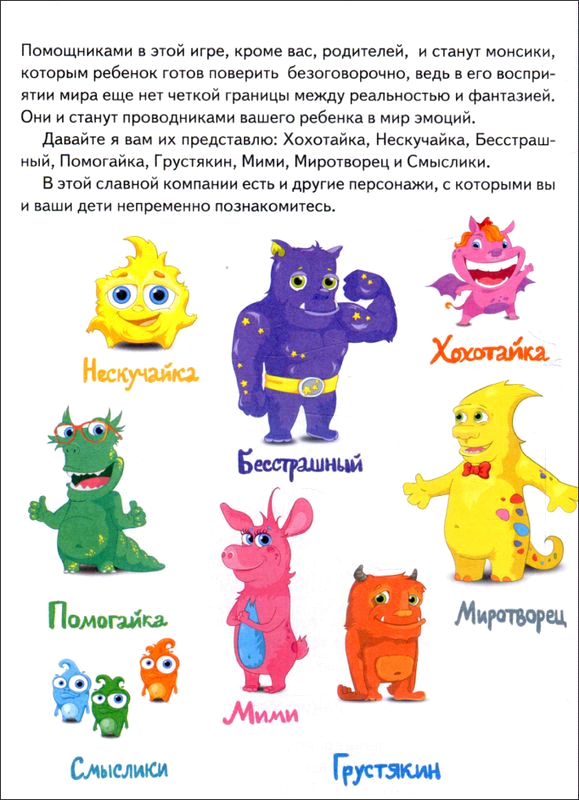 Помощниками в этой игре, кроме вас, родителей, и станут монсики,
которым ребенок готов поверить безоговорочно, ведь в его воспри-
ятии мира еще нет четкой границы между реальностью и фантазией.
Они и станут проводниками вашего ребенка в мир эмоций.
Давайте я вам их представлю: Хохотайка, Нескучайка, Бесстраш-
ный, Помогайка, Грустякин, Мими, Миротворец и Смыслики.
В этой славной компании есть и другие персонажи, с которыми вы
и ваши дети непременно познакомитесь.
Нескучайка
Хохотайка
Бесстрашный
Помогайка
Миротворец
Мими
Смыслики
Грустякин